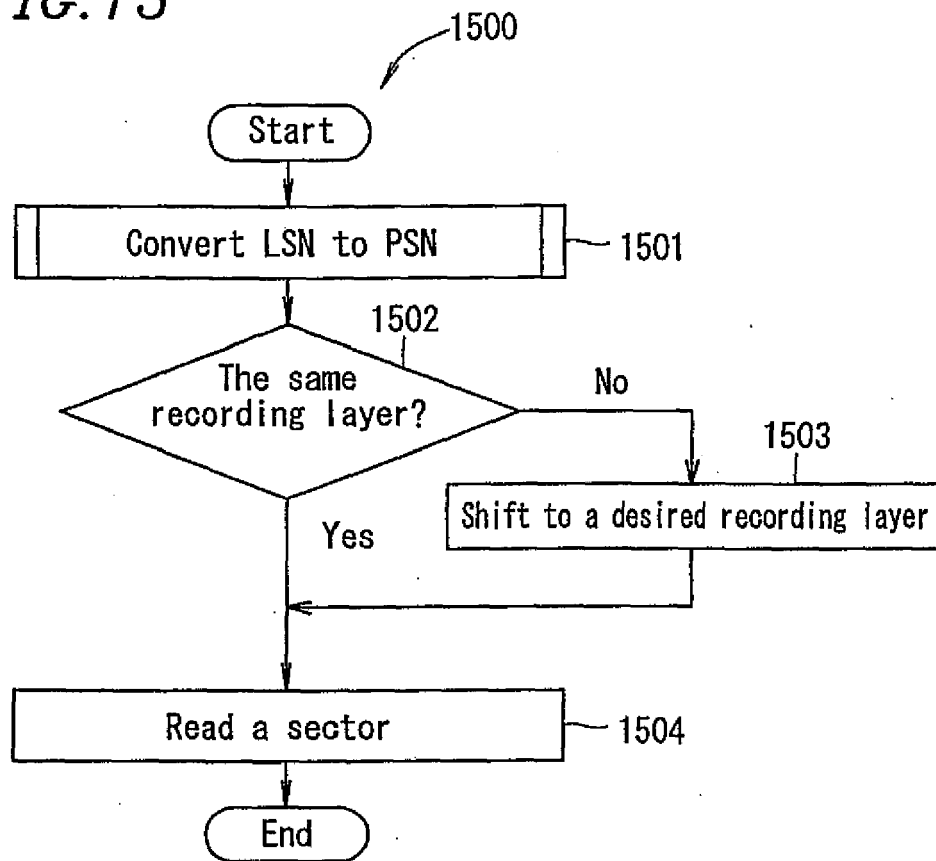 FIG. 15
1500
Start
Convert LSN to PSN
1501
1502
The same
recording layer?
No
1503
Shift to a desired recording layer
Yes
Read a sector
1504
End